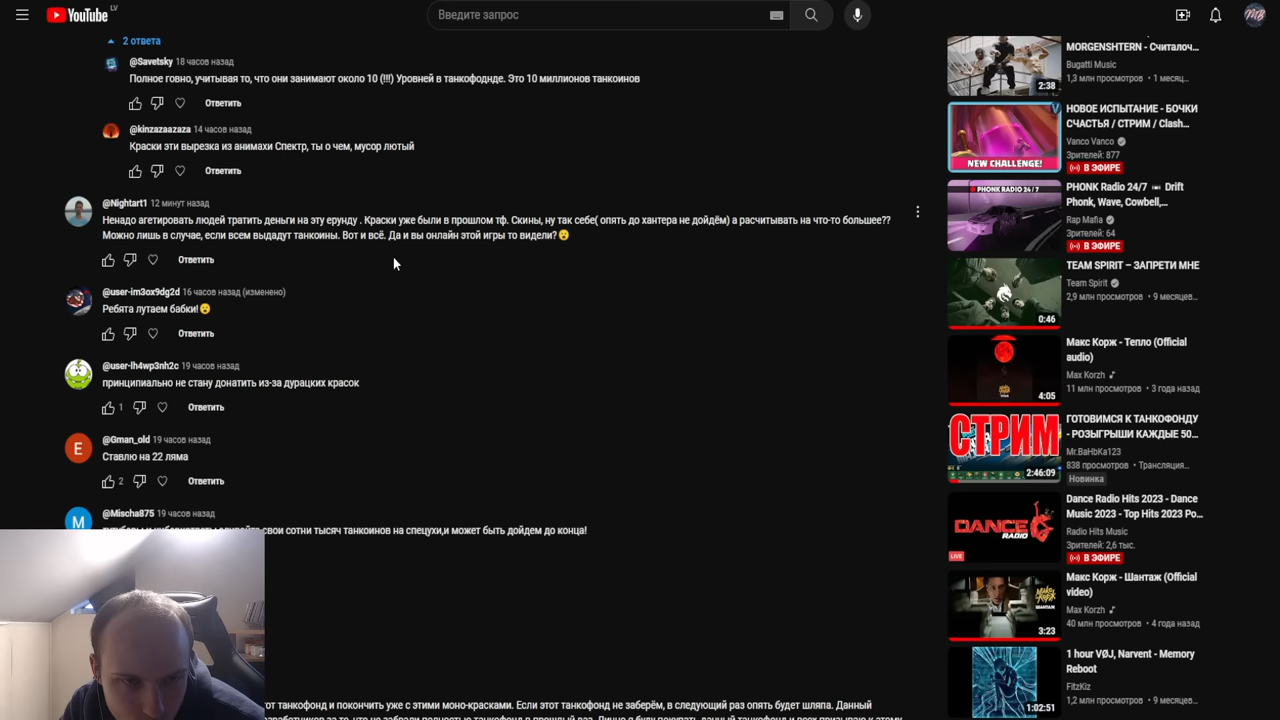 YouTube LV
Введите запрос
MB
2 ответа
@Savetsky 18 часов назад
Полное говно, учитывая то, что они занимают около 10 (!!!) Уровней в танкофоднде. Это 10 миллионов танкоинов
Ответить
@kinzazaazaza 14 часов назад
Краски эти вырезка из анимахи Спектр, ты о чем, мусор лютый
Ответить
@Nightart1 12 минут назад
Ненадо агетировать людей тратить деньги на эту ерунду . Краски уже были в прошлом тф. Скины, ну так себе( опять до хантера не дойдём) а расчитывать на что-то большее??
Можно лишь в случае, если всем выдадут танкоины. Вот и всё. Да и вы онлайн этой игры то видели?😮
Ответить
@user-im3ox9dg2d 16 часов назад (изменено)
Ребята лутаем бабки!😮
Ответить
@user-lh4wp3nh2c 19 часов назад
принципиально не стану донатить из-за дурацких красок
1 Ответить
E
@Gman_old 19 часов назад
Ставлю на 22 ляма
2 Ответить
M
@Mischa875 19 часов назад
свои сотни тысяч танкоинов на спецухи,и может быть дойдем до конца!
от танкофонд и покончить уже с этими моно-красками. Если этот танкофонд не заберём, в следующий раз опять будет шляпа. Данный
MORGENSHTERN - Считалоч...
Bugatti Music
1,3 млн просмотров • 1 месяц...
2:38
НОВОЕ ИСПЫТАНИЕ - БОЧКИ
СЧАСТЬЯ / СТРИМ / Clash...
Vanco Vanco
Зрителей: 877
В ЭФИРЕ
NEW CHALLENGE!
PHONK RADIO 24 / 7
PHONK Radio 24/7 Drift
Phonk, Wave, Cowbell,...
Rap Mafia
Зрителей: 64
В ЭФИРЕ
TEAM SPIRIT – ЗАПРЕТИ МНЕ
Team Spirit
2,9 млн просмотров • 9 месяцев...
0:46
Макс Корж - Тепло (Official
audio)
Max Korzh
11 млн просмотров • 3 года назад
4:05
СТРИМ
2:46:09
ГОТОВИМСЯ К ТАНКОФОНДУ
- РОЗЫГРЫШИ КАЖДЫЕ 50...
Mr.BaHbKa123
838 просмотров • Трансляция...
Новинка
DANCE
RADIO
LIVE
Dance Radio Hits 2023 - Dance
Music 2023 - Top Hits 2023 Po...
Radio Hits Music
Зрителей: 2,6 тыс.
В ЭФИРЕ
Макс Корж - Шантаж (Official
video)
Max Korzh
40 млн просмотров • 4 года назад
3:23
1 hour VØJ, Narvent - Memory
Reboot
FitzKiz
1,2 млн просмотров • 9 месяцев...
1:02:51